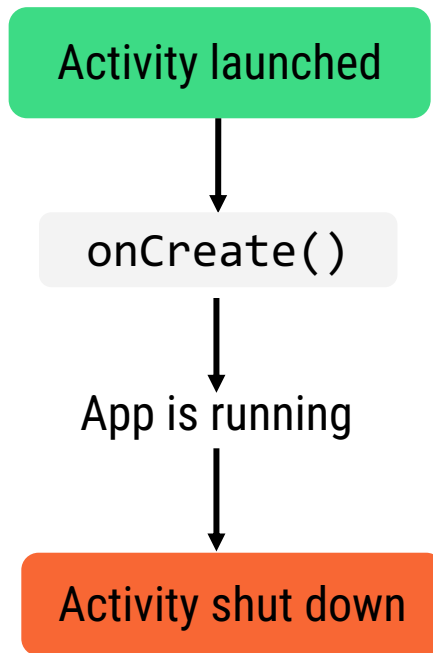 Activity launched
onCreate()
App is running
Activity shut down